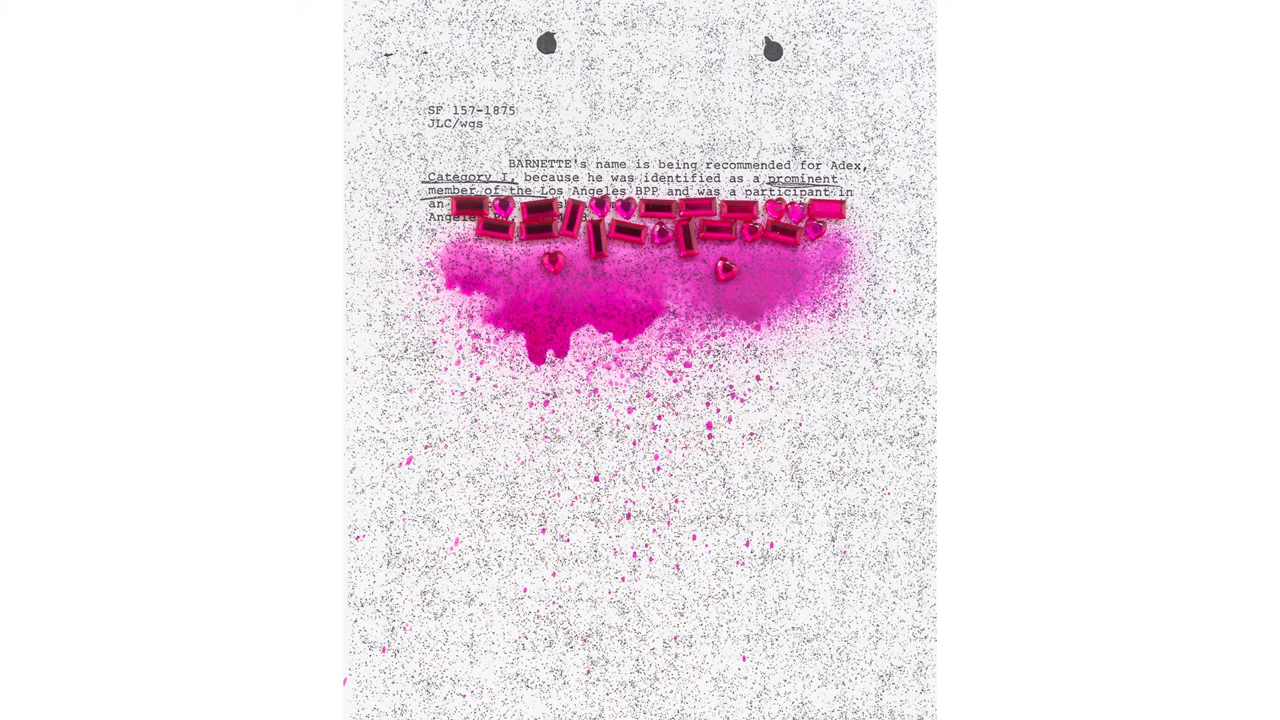 SF 157-1875
JLC/wgs
BARNETTE's name is being recommended for Adex,
Category I, because he was identified as a prominent
member of the Los Angeles BPP and was a participant in
an
Angele